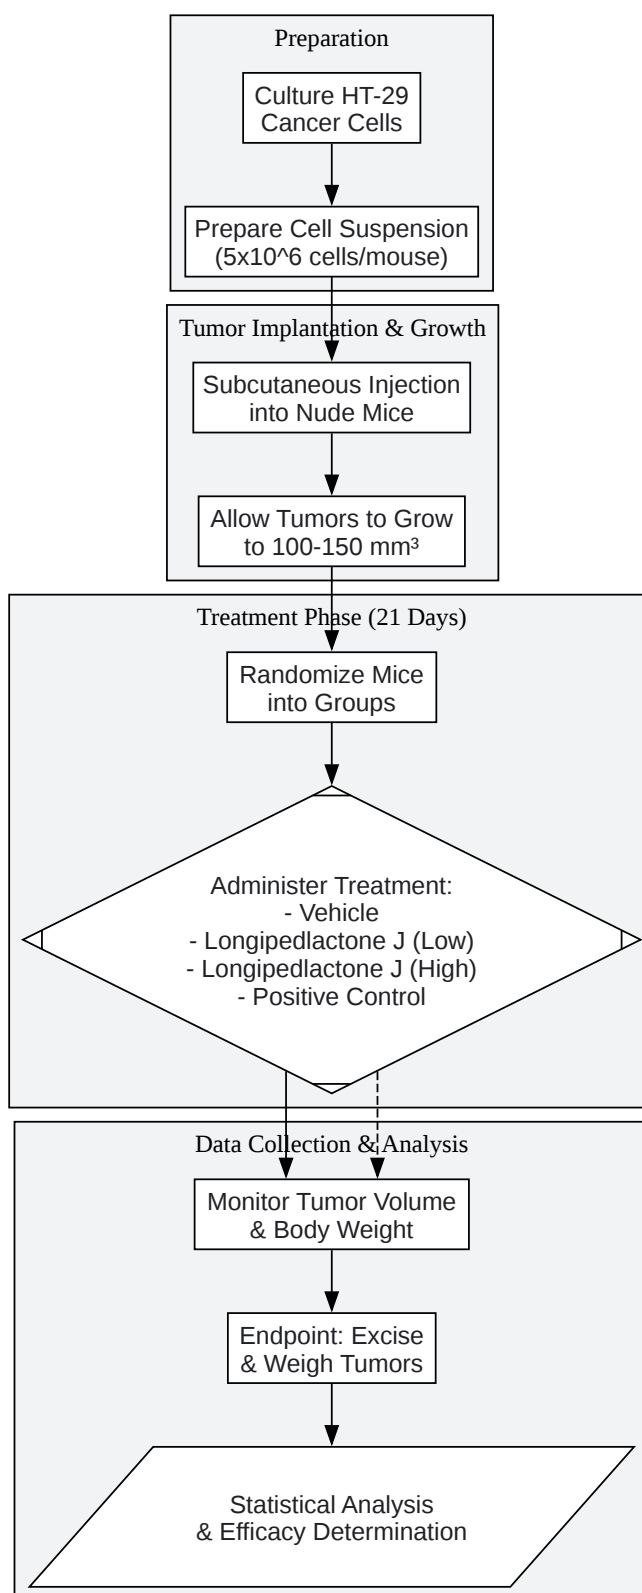 Preparation
Culture HT-29
Cancer Cells
Prepare Cell Suspension
(5x10^6 cells/mouse)
Tumor Implantation & Growth
Subcutaneous Injection
into Nude Mice
Allow Tumors to Grow
to 100-150 mm³
Treatment Phase (21 Days)
Randomize Mice
into Groups
Administer Treatment:
- Vehicle
- Longipedlactone J (Low)
- Longipedlactone J (High)
- Positive Control
Data Collection & Analysis
Monitor Tumor Volume
& Body Weight
Endpoint: Excise
& Weigh Tumors
Statistical Analysis
& Efficacy Determination